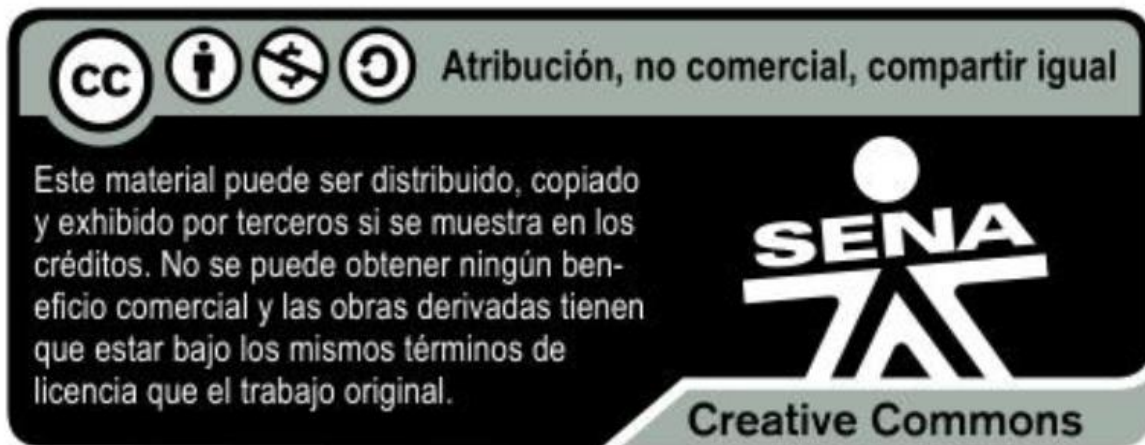 cc
Atribución, no comercial, compartir igual
Este material puede ser distribuido, copiado
y exhibido por terceros si se muestra en los
créditos. No se puede obtener ningún ben-
eficio comercial y las obras derivadas tienen
que estar bajo los mismos términos de
licencia que el trabajo original.
SENA
Creative Commons